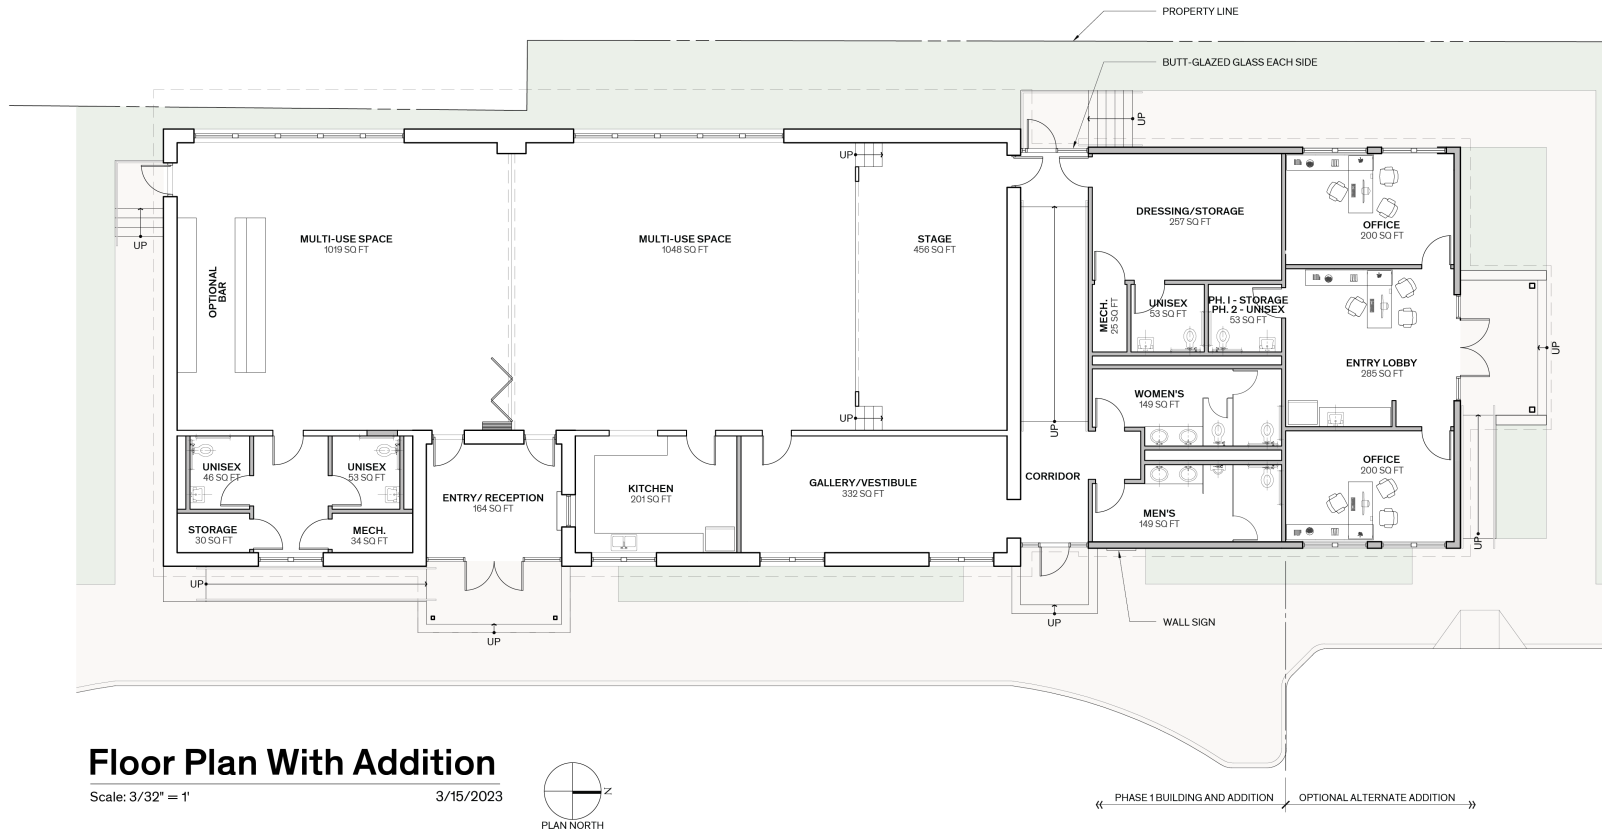 PROPERTY LINE
BUTT-GLAZED GLASS EACH SIDE
UP
UP
UP
MULTI-USE SPACE
1019 SQ FT
MULTI-USE SPACE
1048 SQ FT
STAGE
456 SQ FT
DRESSING/STORAGE
257 SQ FT
OFFICE
200 SQ FT
OPTIONAL
BAR
MECH.
25 SQ FT
UNISEX
53 SQ FT
PH. I - STORAGE
PH. 2 - UNISEX
53 SQ FT
ENTRY LOBBY
285 SQ FT
UP
WOMEN'S
149 SQ FT
UP
UP
UNISEX
46 SQ FT
UNISEX
53 SQ FT
ENTRY/ RECEPTION
164 SQ FT
KITCHEN
201 SQ FT
GALLERY/VESTIBULE
332 SQ FT
CORRIDOR
OFFICE
200 SQ FT
MEN'S
149 SQ FT
STORAGE
30 SQ FT
MECH.
34 SQ FT
UP
UP
UP
UP
WALL SIGN
Floor Plan With Addition
Scale: 3/32" = 1'
3/15/2023
N
PLAN NORTH
PHASE 1 BUILDING AND ADDITION
OPTIONAL ALTERNATE ADDITION